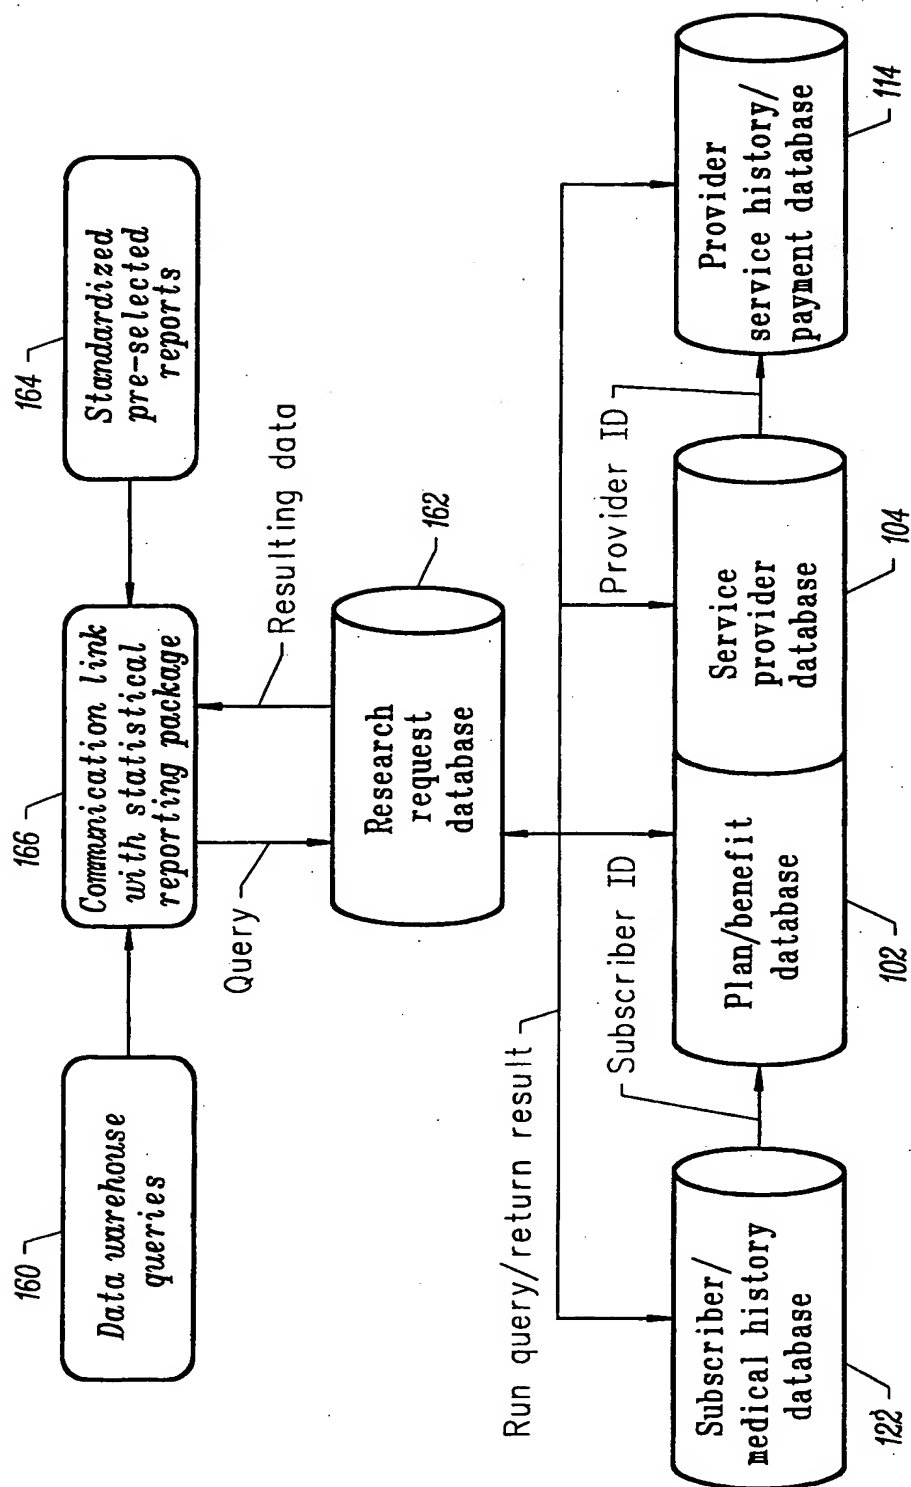 160
Data warehouse
queries
166
Communication link
with statistical
reporting package
164
Standardized
pre-selected
reports
Query
Resulting data
162
Research
request
database
Run query/return result
Subscriber ID
Provider ID
Subscriber/
medical history
database
122
Plan/benefit
database
102
Service
provider
database
104
Provider
service history/
payment database
114